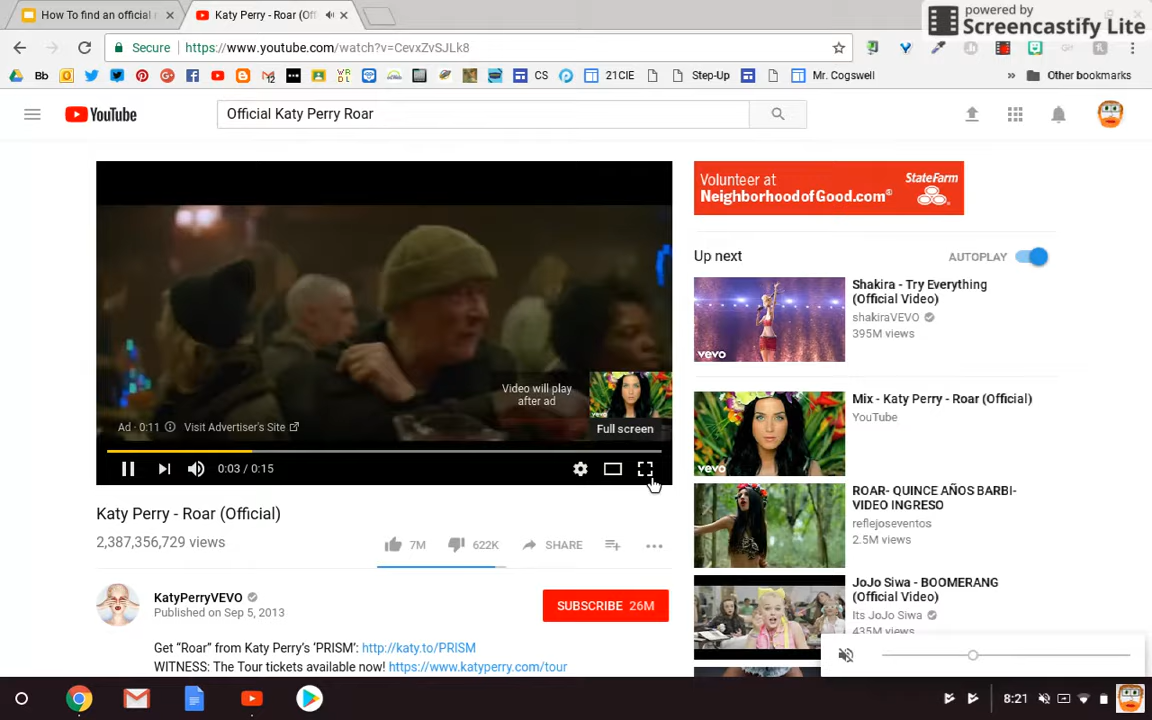 How To find an official
Katy Perry - Roar (Off
powered by
Screencastify Lite
Secure
https://www.youtube.com/watch?v=CevxZvSJLk8
Bb
CS
21CIE
Step-Up
Mr. Cogswell
»
Other bookmarks
YouTube
Official Katy Perry Roar
Volunteer at
NeighborhoodofGood.com®
StateFarm
Up next
AUTOPLAY
Shakira - Try Everything
(Official Video)
shakiraVEVO
395M views
vevo
Mix - Katy Perry - Roar (Official)
YouTube
vevo
ROAR- QUINCE AÑOS BARBI-
VIDEO INGRESO
reflejoseventos
2.5M views
JoJo Siwa - BOOMERANG
(Official Video)
Its JoJo Siwa
435M views
Video will play
after ad
Full screen
Ad · 0:11
Visit Advertiser's Site
0:03 / 0:15
Katy Perry - Roar (Official)
2,387,356,729 views
7M
622K
SHARE
KatyPerryVEVO
Published on Sep 5, 2013
SUBSCRIBE 26M
Get “Roar” from Katy Perry’s ‘PRISM’: http://katy.to/PRISM
WITNESS: The Tour tickets available now! https://www.katyperry.com/tour
8:21